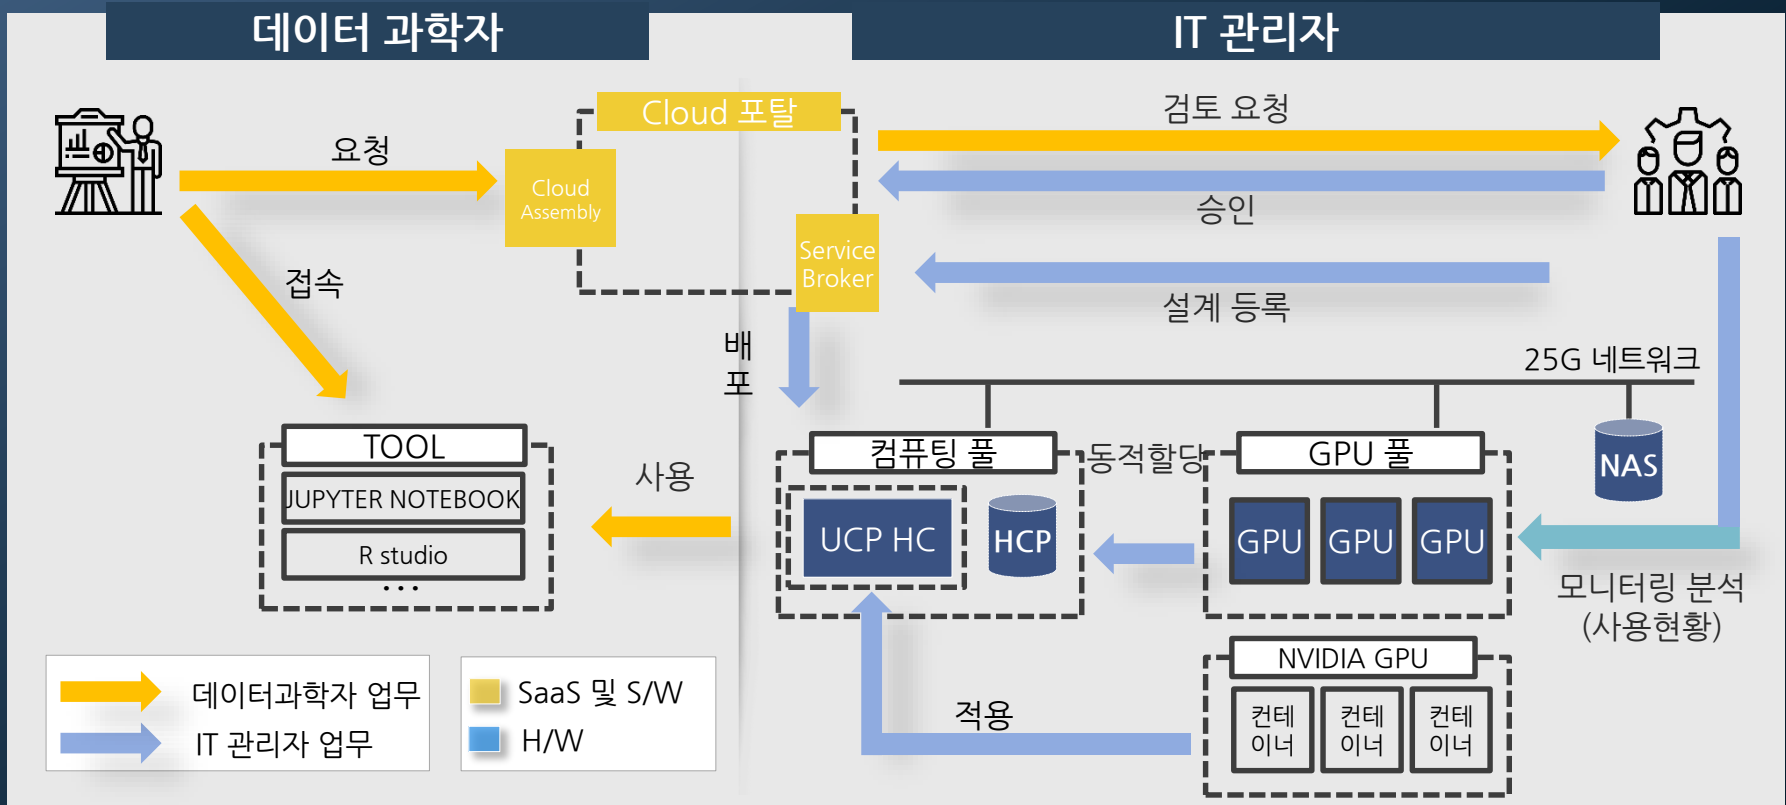 데이터 과학자
IT 관리자
Cloud 포탈
검토 요청
요청
Cloud
Assembly
승인
Service
Broker
접속
설계 등록
배
포
25G 네트워크
TOOL
컴퓨팅 풀
동적할당
GPU 풀
NAS
JUPYTER NOTEBOOK
사용
UCP HC
HCP
GPU
GPU
GPU
R studio
...
모니터링 분석
(사용현황)
NVIDIA GPU
데이터과학자 업무
SaaS 및 S/W
적용
컨테
이너
컨테
이너
컨테
이너
IT 관리자 업무
H/W